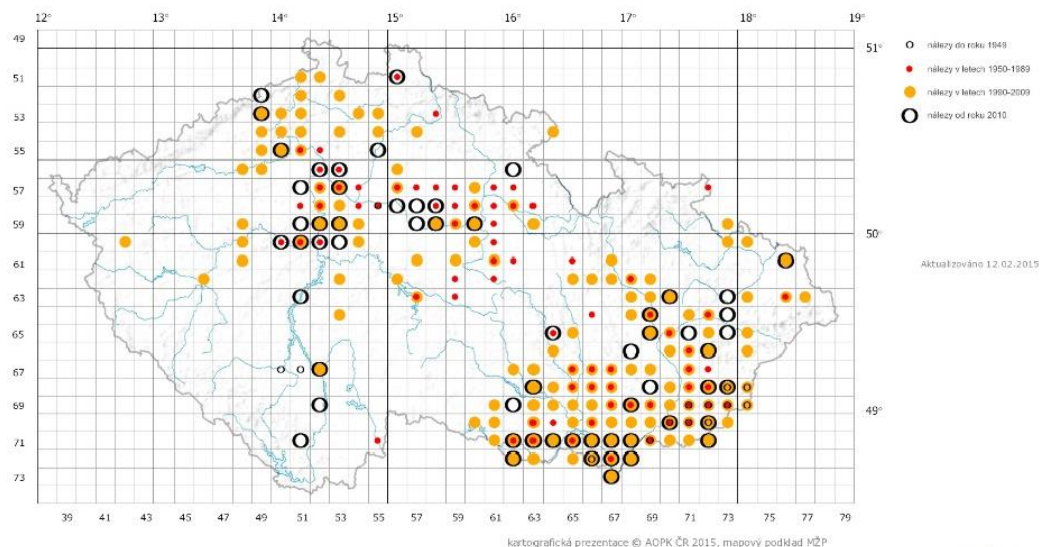 12° 13° 14° 15° 16° 17° 18° 19°
49
51
53
55
57
59
61
63
65
67
69
71
73
51°
50°
49°
nálezy do roku 1949
nálezy v letech 1950-1989
nálezy v letech 1990-2009
nálezy od roku 2010
Aktualizováno 12.02.2015
39 41 43 45 47 49 51 53 55 57 59 61 63 65 67 69 71 73 75 77 79
kartografická prezentace © AOPK ČR 2015, mapový podklad MŽP